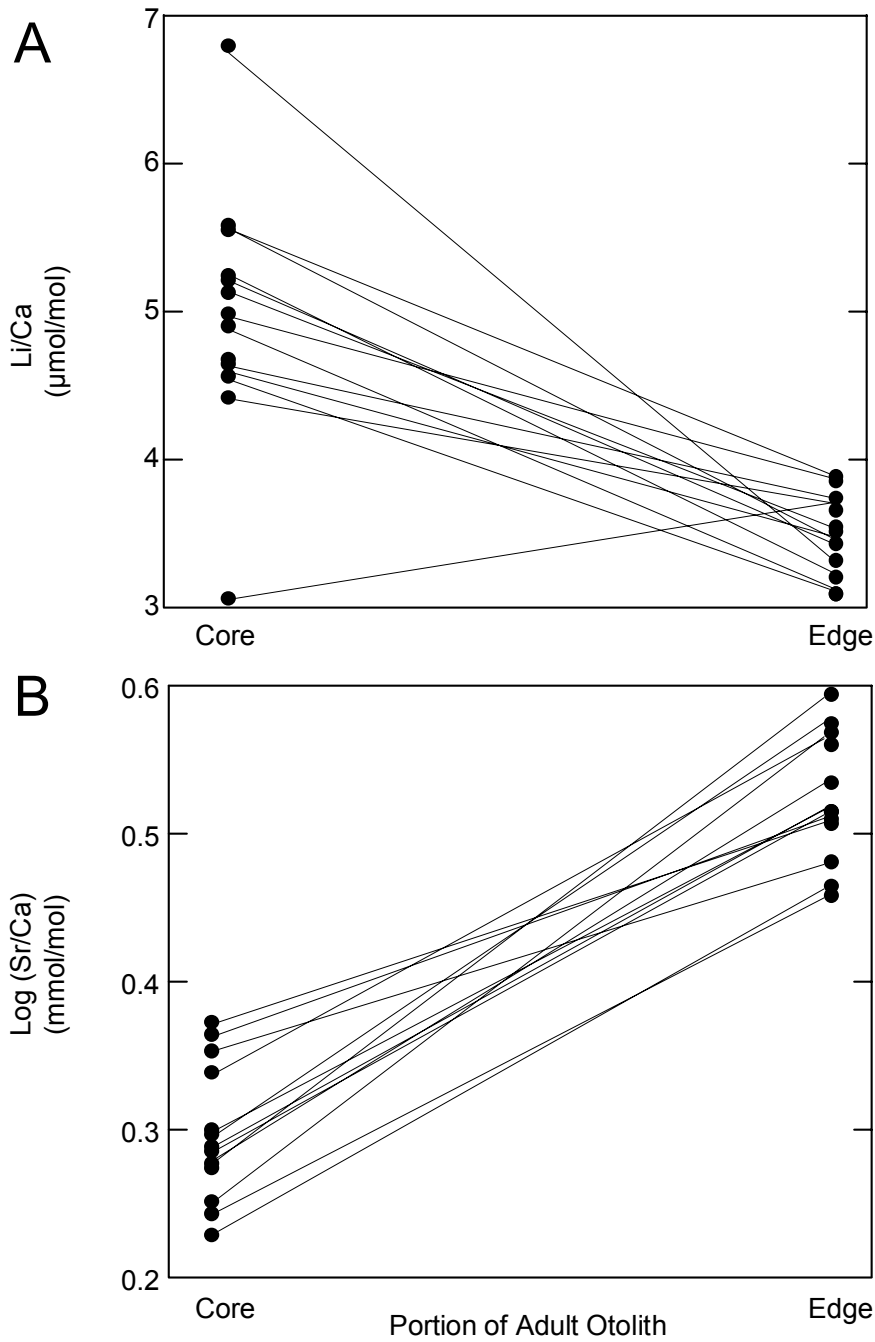 A
7
6
5
4
3
Li/Ca
(µmol/mol)
Core
Edge
B
0.6
0.5
0.4
0.3
0.2
Log (Sr/Ca)
(mmol/mol)
Core
Edge
Portion of Adult Otolith